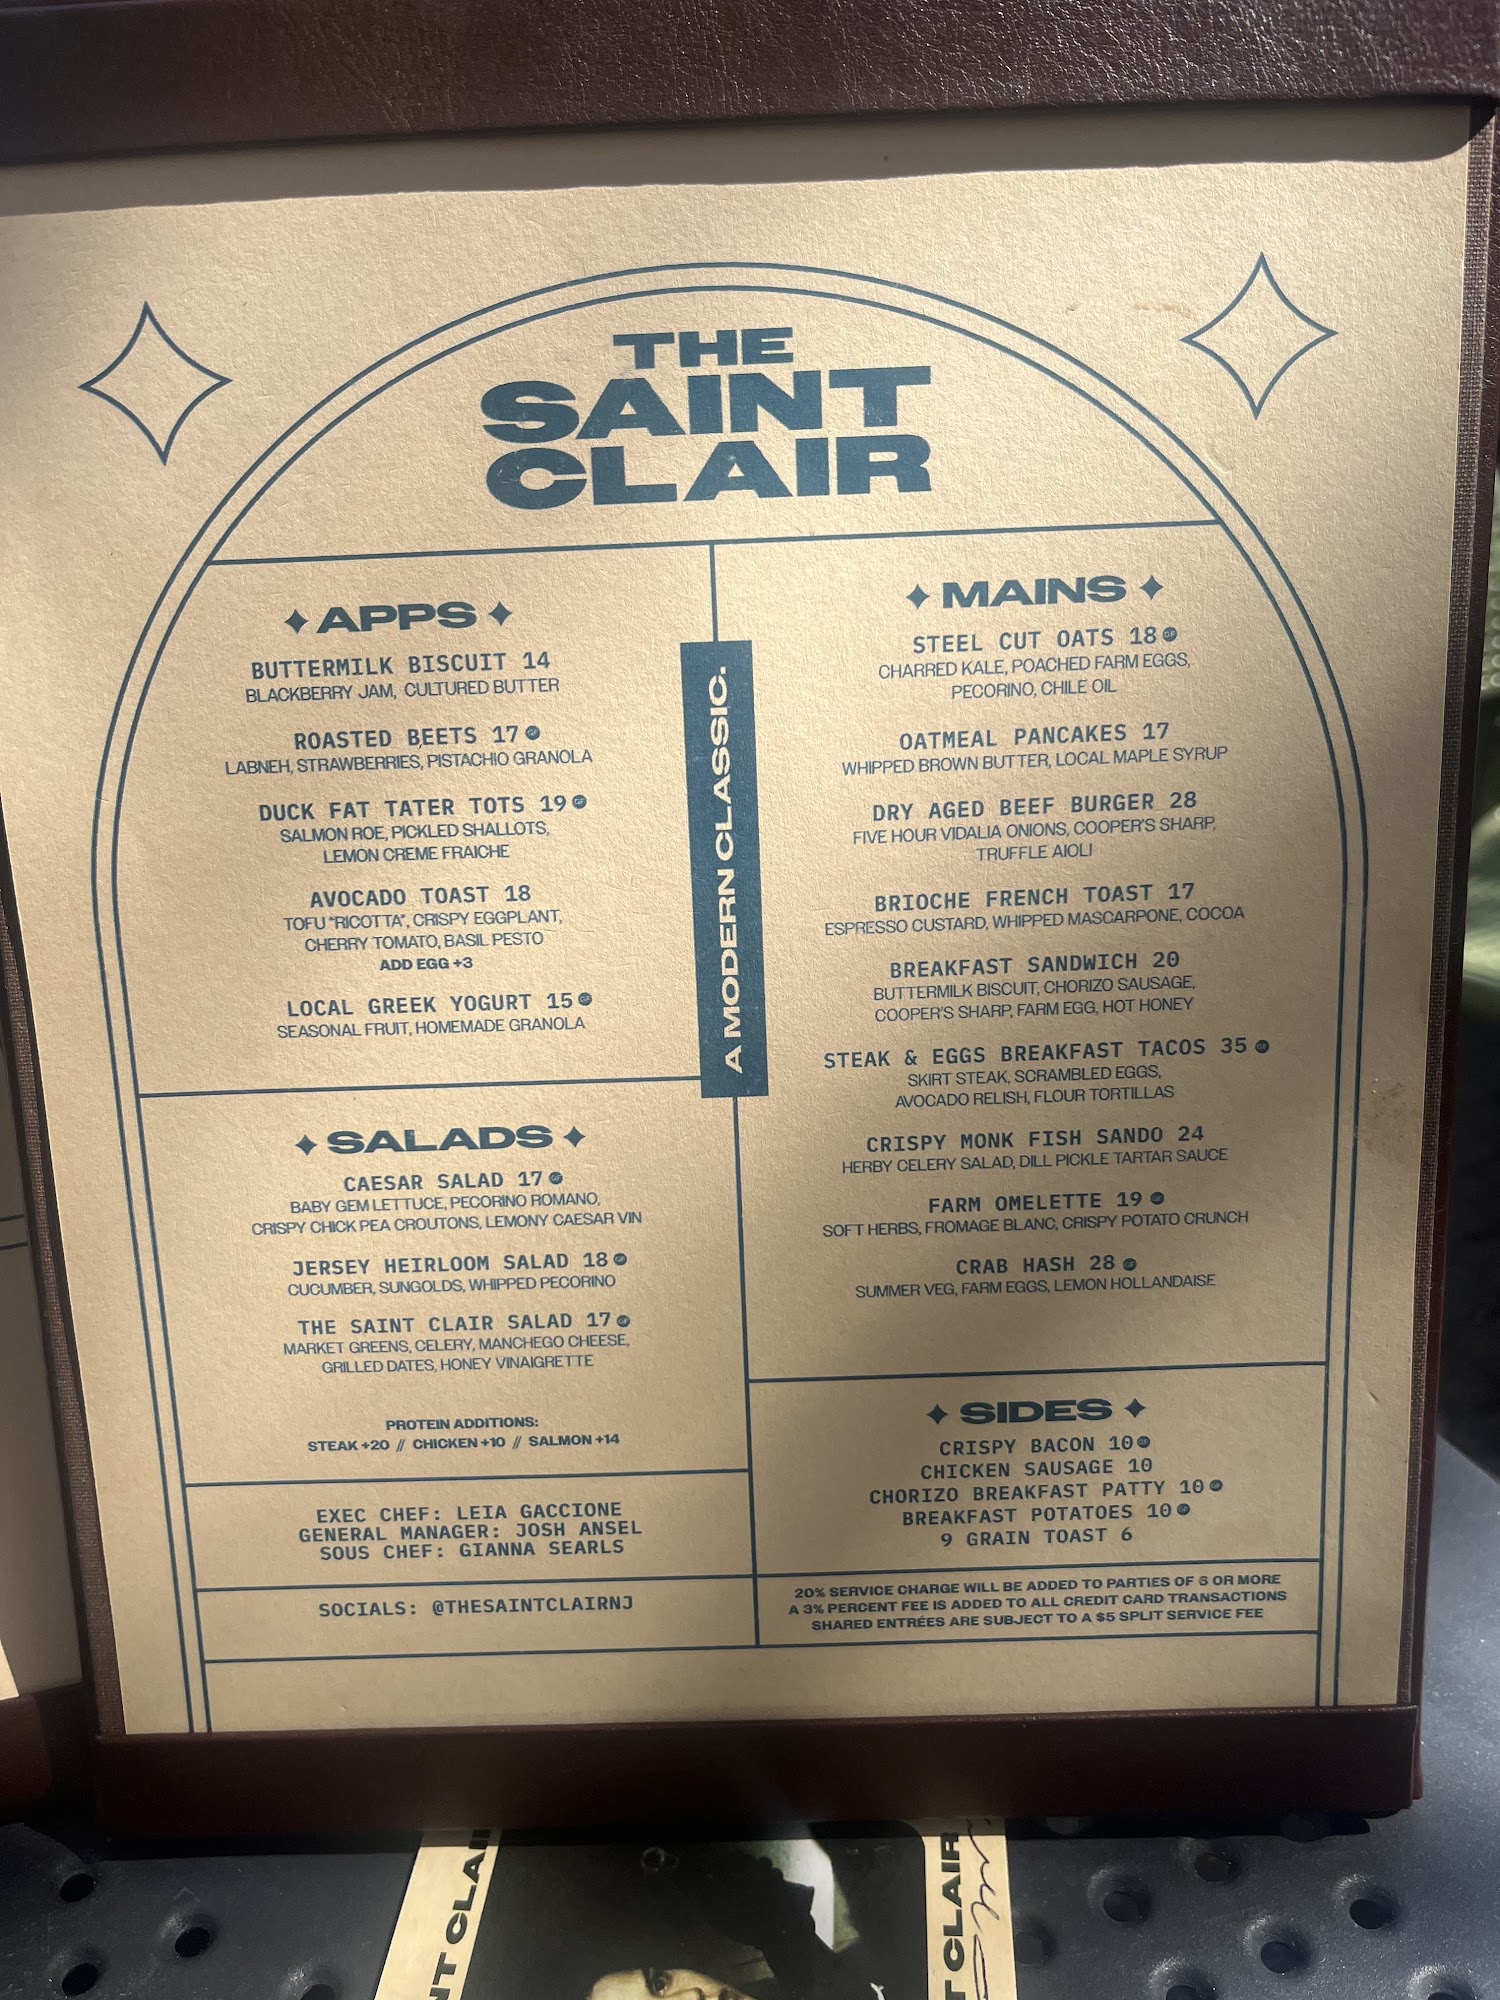 THE
SAINT
CLAIR
APPS
BUTTERMILK BISCUIT 14
BLACKBERRY JAM, CULTURED BUTTER
ROASTED BEETS 17 GF
LABNEH, STRAWBERRIES, PISTACHIO GRANOLA
DUCK FAT TATER TOTS 19 GF
SALMON ROE, PICKLED SHALLOTS,
LEMON CREME FRAICHE
AVOCADO TOAST 18
TOFU "RICOTTA", CRISPY EGGPLANT,
CHERRY TOMATO, BASIL PESTO
ADD EGG +3
LOCAL GREEK YOGURT 15 GF
SEASONAL FRUIT, HOMEMADE GRANOLA
SALADS
CAESAR SALAD 17 GF
BABY GEM LETTUCE, PECORINO ROMANO,
CRISPY CHICK PEA CROUTONS, LEMONY CAESAR VIN
JERSEY HEIRLOOM SALAD 18 GF
CUCUMBER, SUNGOLDS, WHIPPED PECORINO
THE SAINT CLAIR SALAD 17 GF
MARKET GREENS, CELERY, MANCHEGO CHEESE,
GRILLED DATES, HONEY VINAIGRETTE
PROTEIN ADDITIONS:
STEAK +20 // CHICKEN +10 // SALMON +14
EXEC CHEF: LEIA GACCIONE
GENERAL MANAGER: JOSH ANSEL
SOUS CHEF: GIANNA SEARLS
SOCIALS: @THESAINTCLAIRNJ
A MODERN CLASSIC.
MAINS
STEEL CUT OATS 18 GF
CHARRED KALE, POACHED FARM EGGS,
PECORINO, CHILE OIL
OATMEAL PANCAKES 17
WHIPPED BROWN BUTTER, LOCAL MAPLE SYRUP
DRY AGED BEEF BURGER 28
FIVE HOUR VIDALIA ONIONS, COOPER'S SHARP,
TRUFFLE AIOLI
BRIOCHE FRENCH TOAST 17
ESPRESSO CUSTARD, WHIPPED MASCARPONE, COCOA
BREAKFAST SANDWICH 20
BUTTERMILK BISCUIT, CHORIZO SAUSAGE,
COOPER'S SHARP, FARM EGG, HOT HONEY
STEAK & EGGS BREAKFAST TACOS 35 GF
SKIRT STEAK, SCRAMBLED EGGS,
AVOCADO RELISH, FLOUR TORTILLAS
CRISPY MONK FISH SANDO 24
HERBY CELERY SALAD, DILL PICKLE TARTAR SAUCE
FARM OMELETTE 19 GF
SOFT HERBS, FROMAGE BLANC, CRISPY POTATO CRUNCH
CRAB HASH 28 GF
SUMMER VEG, FARM EGGS, LEMON HOLLANDAISE
SIDES
CRISPY BACON 10 GF
CHICKEN SAUSAGE 10
CHORIZO BREAKFAST PATTY 10 GF
BREAKFAST POTATOES 10 GF
9 GRAIN TOAST 6
20% SERVICE CHARGE WILL BE ADDED TO PARTIES OF 6 OR MORE
A 3% PERCENT FEE IS ADDED TO ALL CREDIT CARD TRANSACTIONS
SHARED ENTRÉES ARE SUBJECT TO A $5 SPLIT SERVICE FEE